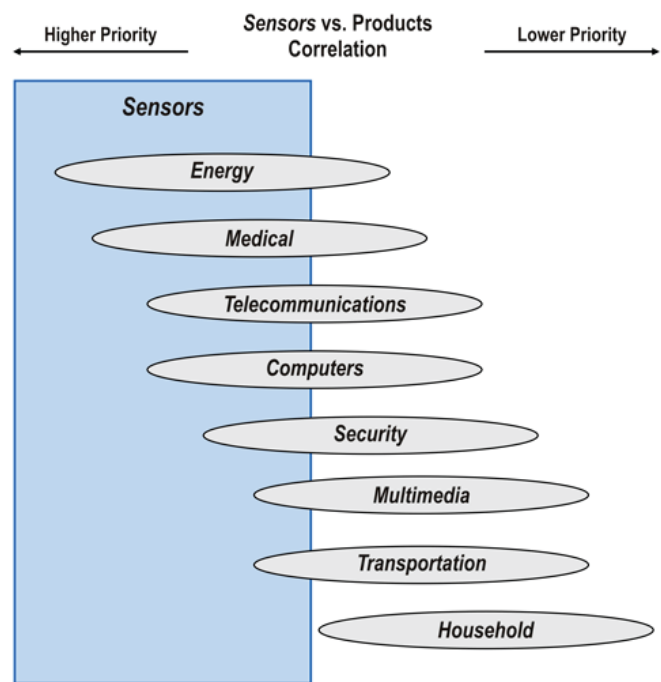 Higher Priority
Sensors vs. Products
Correlation
Lower Priority
Sensors
Energy
Medical
Telecommunications
Computers
Security
Multimedia
Transportation
Household